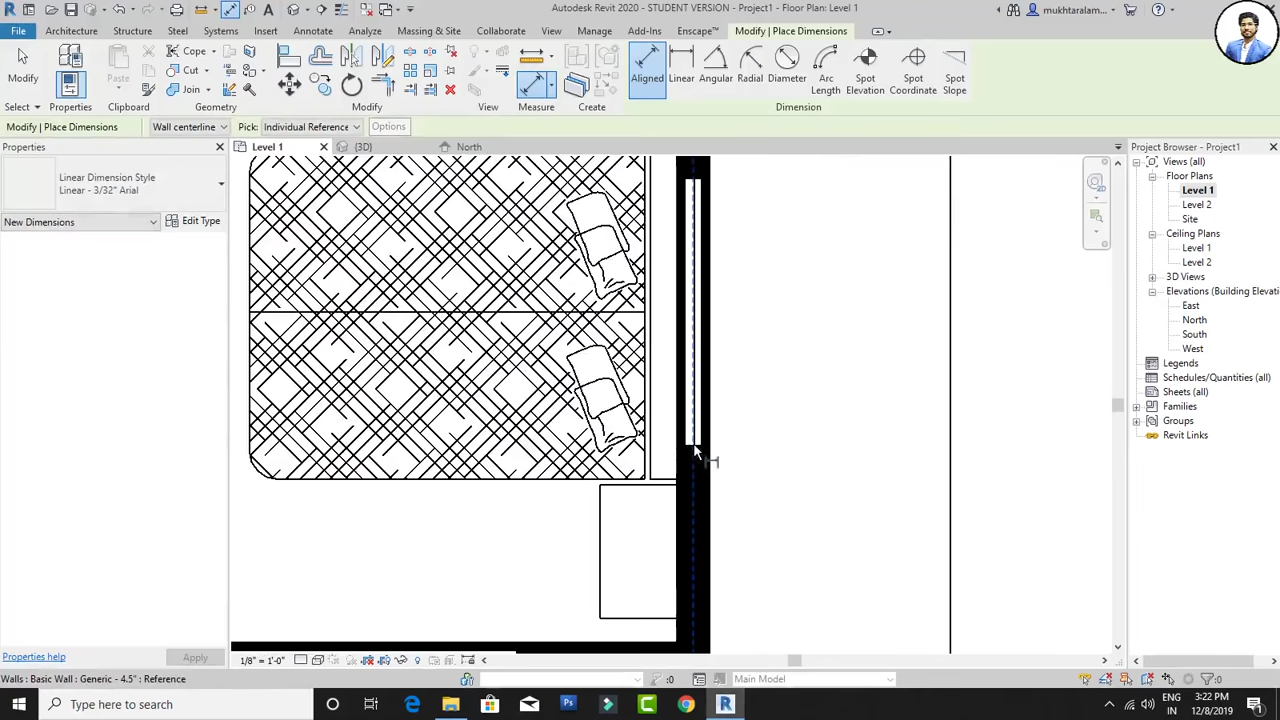 Autodesk Revit 2020 - STUDENT VERSION - Project1 - Floor Plan: Level 1
mukhtaralam...
File Architecture Structure Steel Systems Insert Annotate Analyze Massing & Site Collaborate View Manage Add-Ins Enscape™ Modify | Place Dimensions
Cope
Cut
Join
Modify Properties Paste Aligned Linear Angular Radial Diameter Arc Length Spot Elevation Spot Coordinate Spot Slope
Select Properties Clipboard Geometry Modify View Measure Create Dimension
Modify | Place Dimensions Wall centerline Pick: Individual Reference Options
Properties
Level 1 {3D} North
Project Browser - Project1
Linear Dimension Style
Linear - 3/32" Arial
New Dimensions Edit Type
Views (all)
Floor Plans
Level 1
Level 2
Site
Ceiling Plans
Level 1
Level 2
3D Views
Elevations (Building Elevati
East
North
South
West
Legends
Schedules/Quantities (all)
Sheets (all)
Families
Groups
Revit Links
2D
Properties help Apply
1/8" = 1'-0"
Walls : Basic Wall : Generic - 4.5" : Reference
:0 Main Model :0
Type here to search
ENG
IN
3:22 PM
12/8/2019